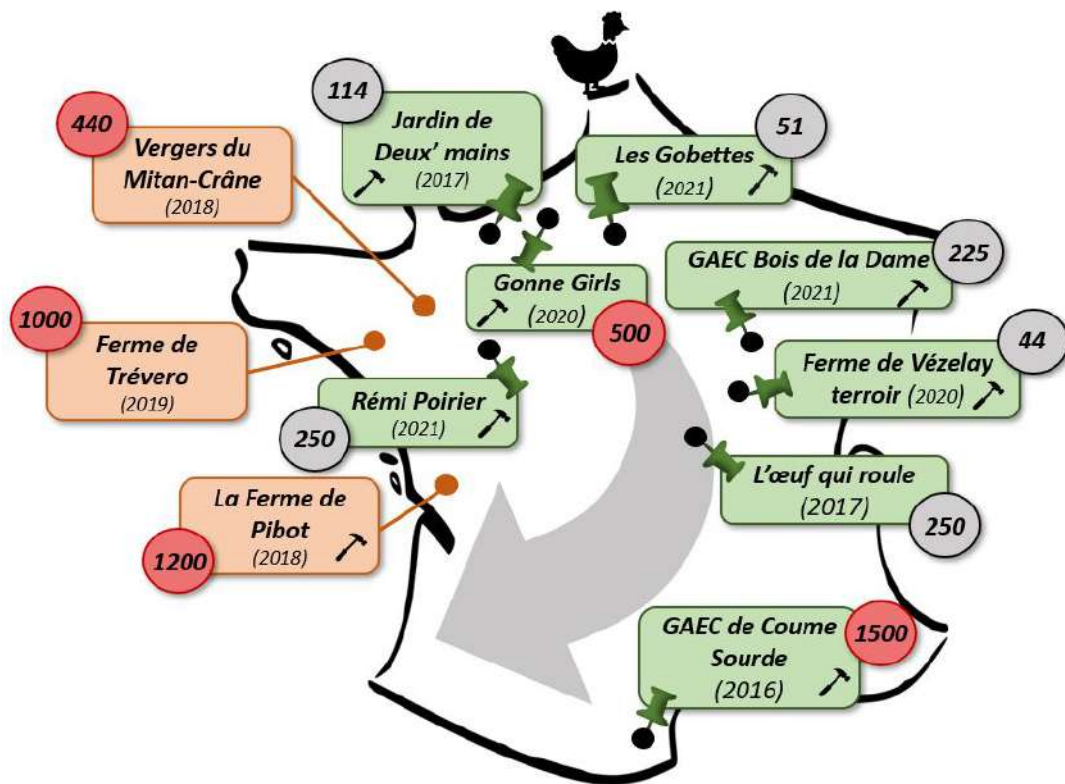 114
Jardin de
Deux’ mains
(2017)
51
Les Gobettes
(2021)
440
Vergers du
Mitan-Crâne
(2018)
225
GAEC Bois de la Dame
(2021)
Gonne Girls
(2020)
500
1000
Ferme de
Trévero
(2019)
44
Ferme de Vézelay
terroir (2020)
Rémi Poirier
(2021)
250
L’œuf qui roule
(2017)
250
La Ferme de
Pibot
(2018)
1200
GAEC de Coume
Sourde
(2016)
1500